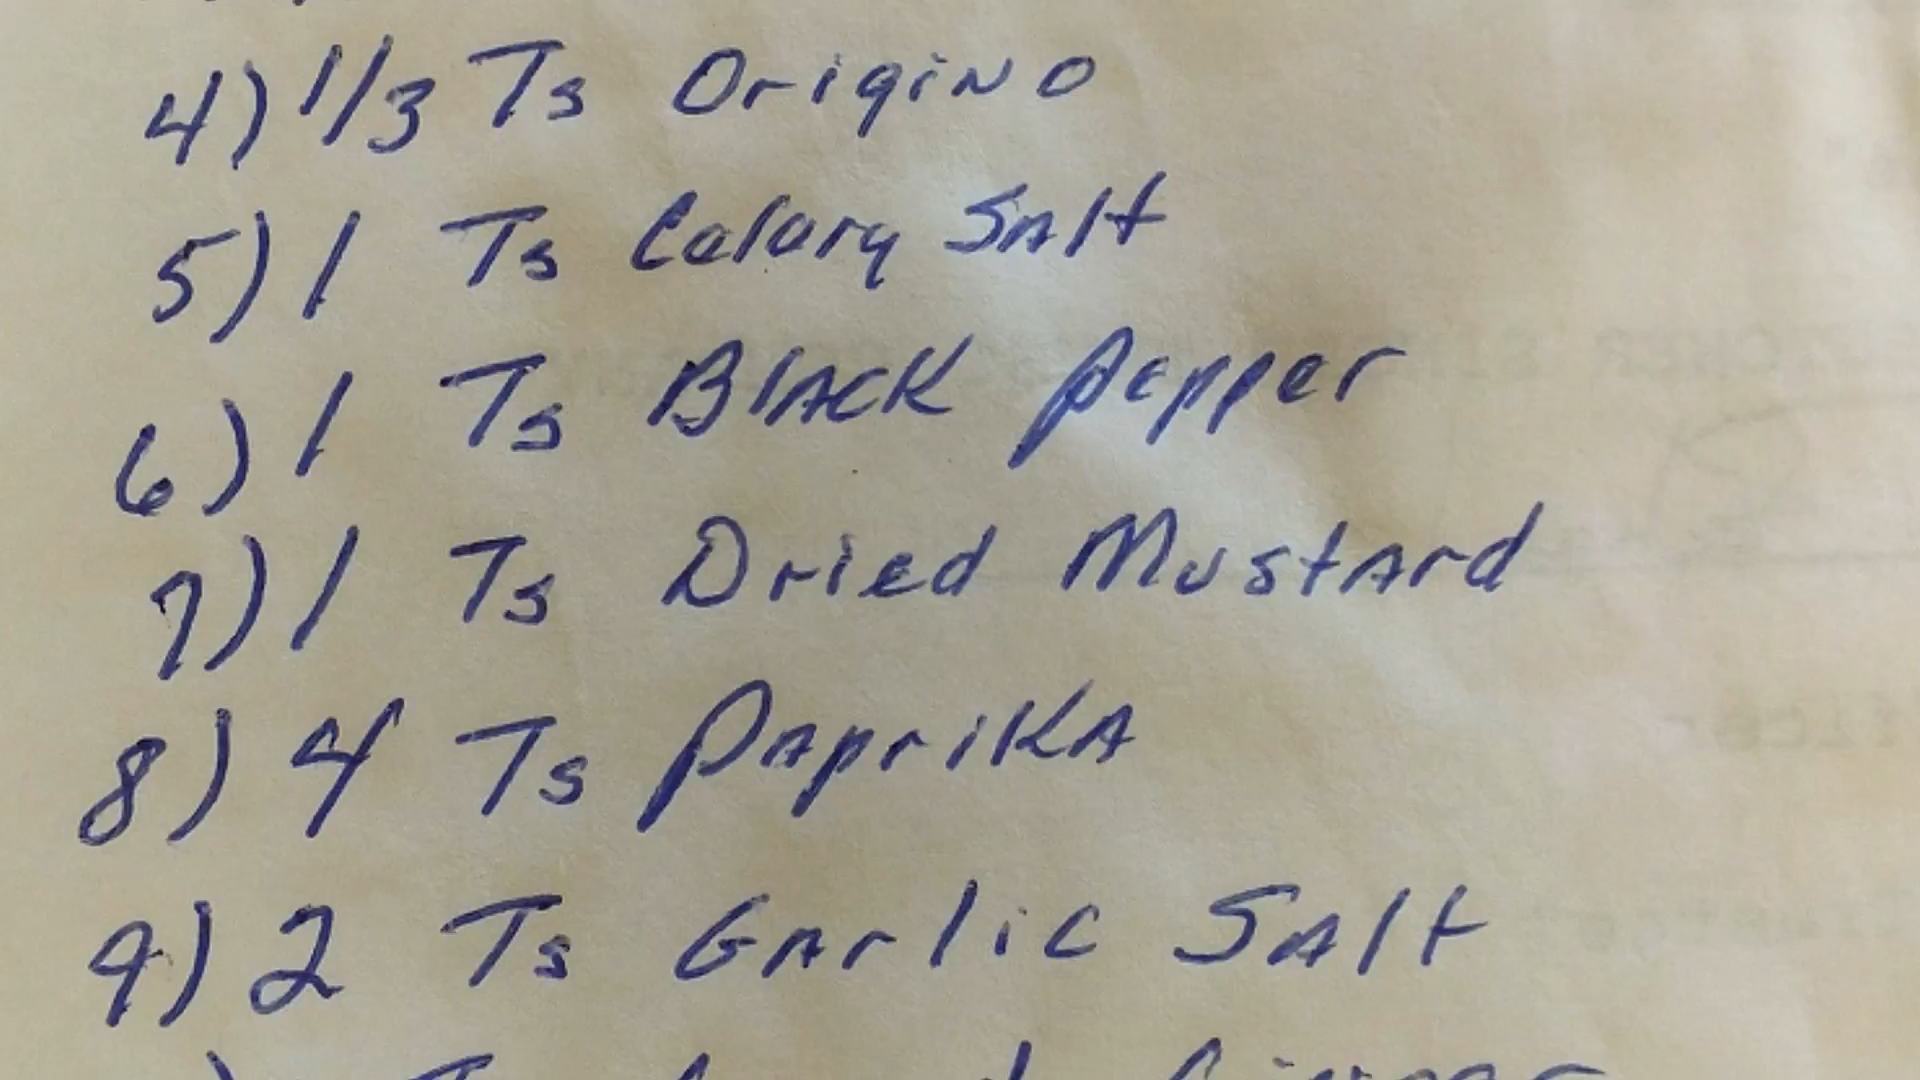 4) 1/3 Ts OrigiNo
5) 1 Ts Celary SAlt
6) 1 Ts BlACK pepper
7) 1 Ts Dried MustArd
8) 4 Ts PApriKA
9) 2 Ts GArlic SAlt